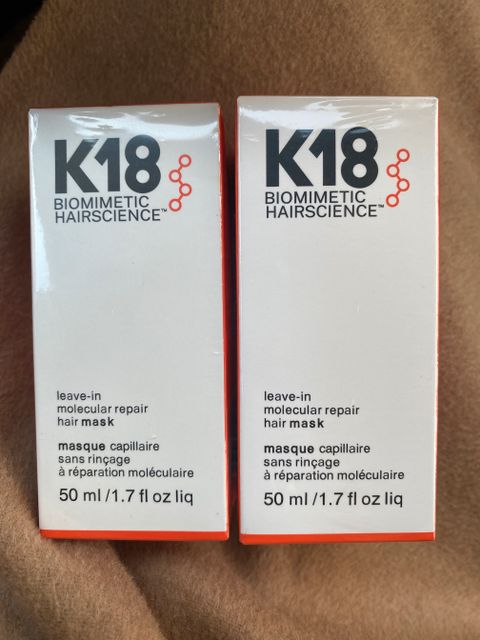 K18
BIOMIMETIC
HAIRSCIENCE™
leave-in
molecular repair
hair mask
masque capillaire
sans rinçage
à réparation moléculaire
50 ml /1.7 fl oz liq
K18
BIOMIMETIC
HAIRSCIENCE™
leave-in
molecular repair
hair mask
masque capillaire
sans rinçage
à réparation moléculaire
50 ml /1.7 fl oz liq